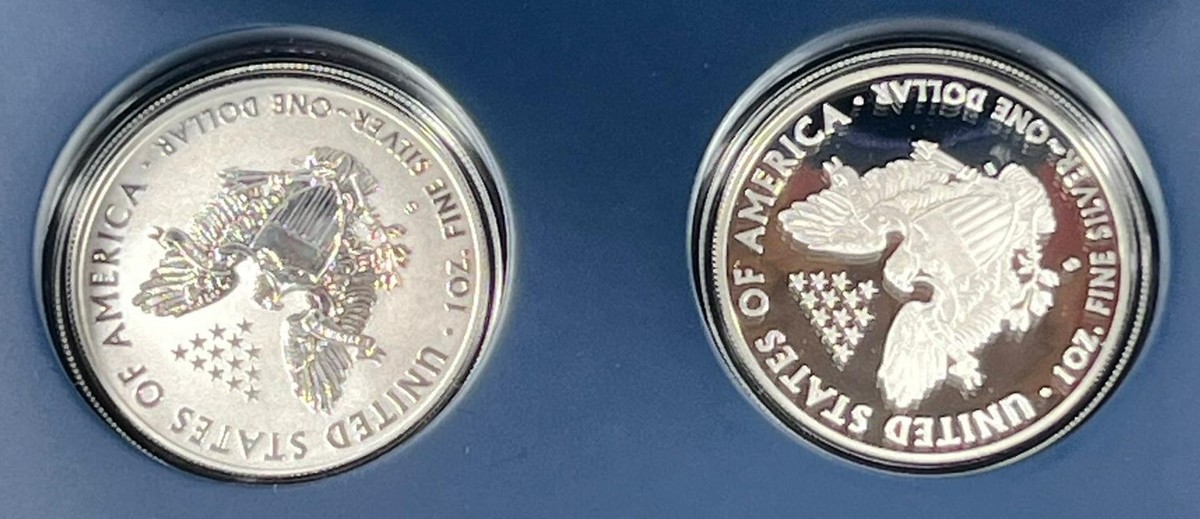 UNITED STATES OF AMERICA · 1 OZ. FINE SILVER~ONE DOLLAR ·
S
UNITED STATES OF AMERICA · 1 OZ. FINE SILVER~ONE DOLLAR ·